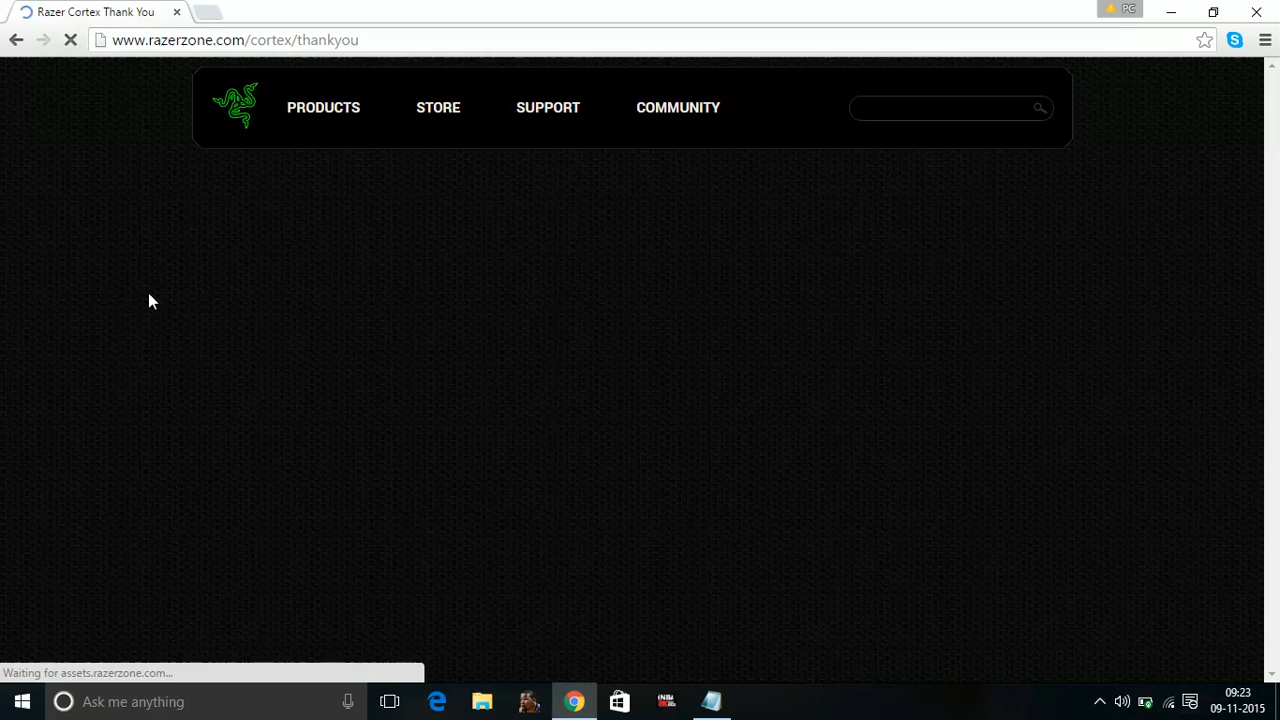 Razer Cortex Thank You
PC
www.razerzone.com/cortex/thankyou
PRODUCTS STORE SUPPORT COMMUNITY
Waiting for assets.razerzone.com...
Ask me anything
09:23
09-11-2015